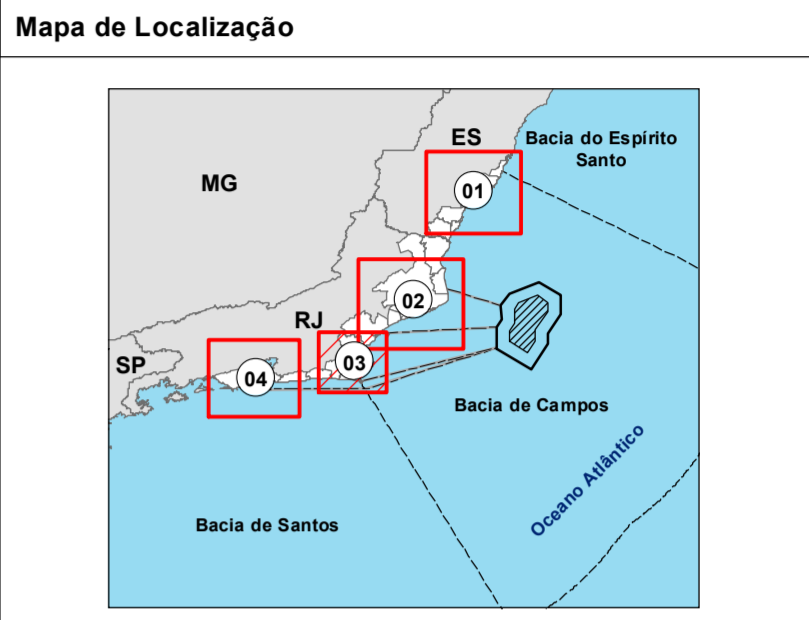 Mapa de Localização
ES
Bacia do Espírito
Santo
MG
01
02
RJ
03
SP
04
Bacia de Campos
Oceano Atlântico
Bacia de Santos